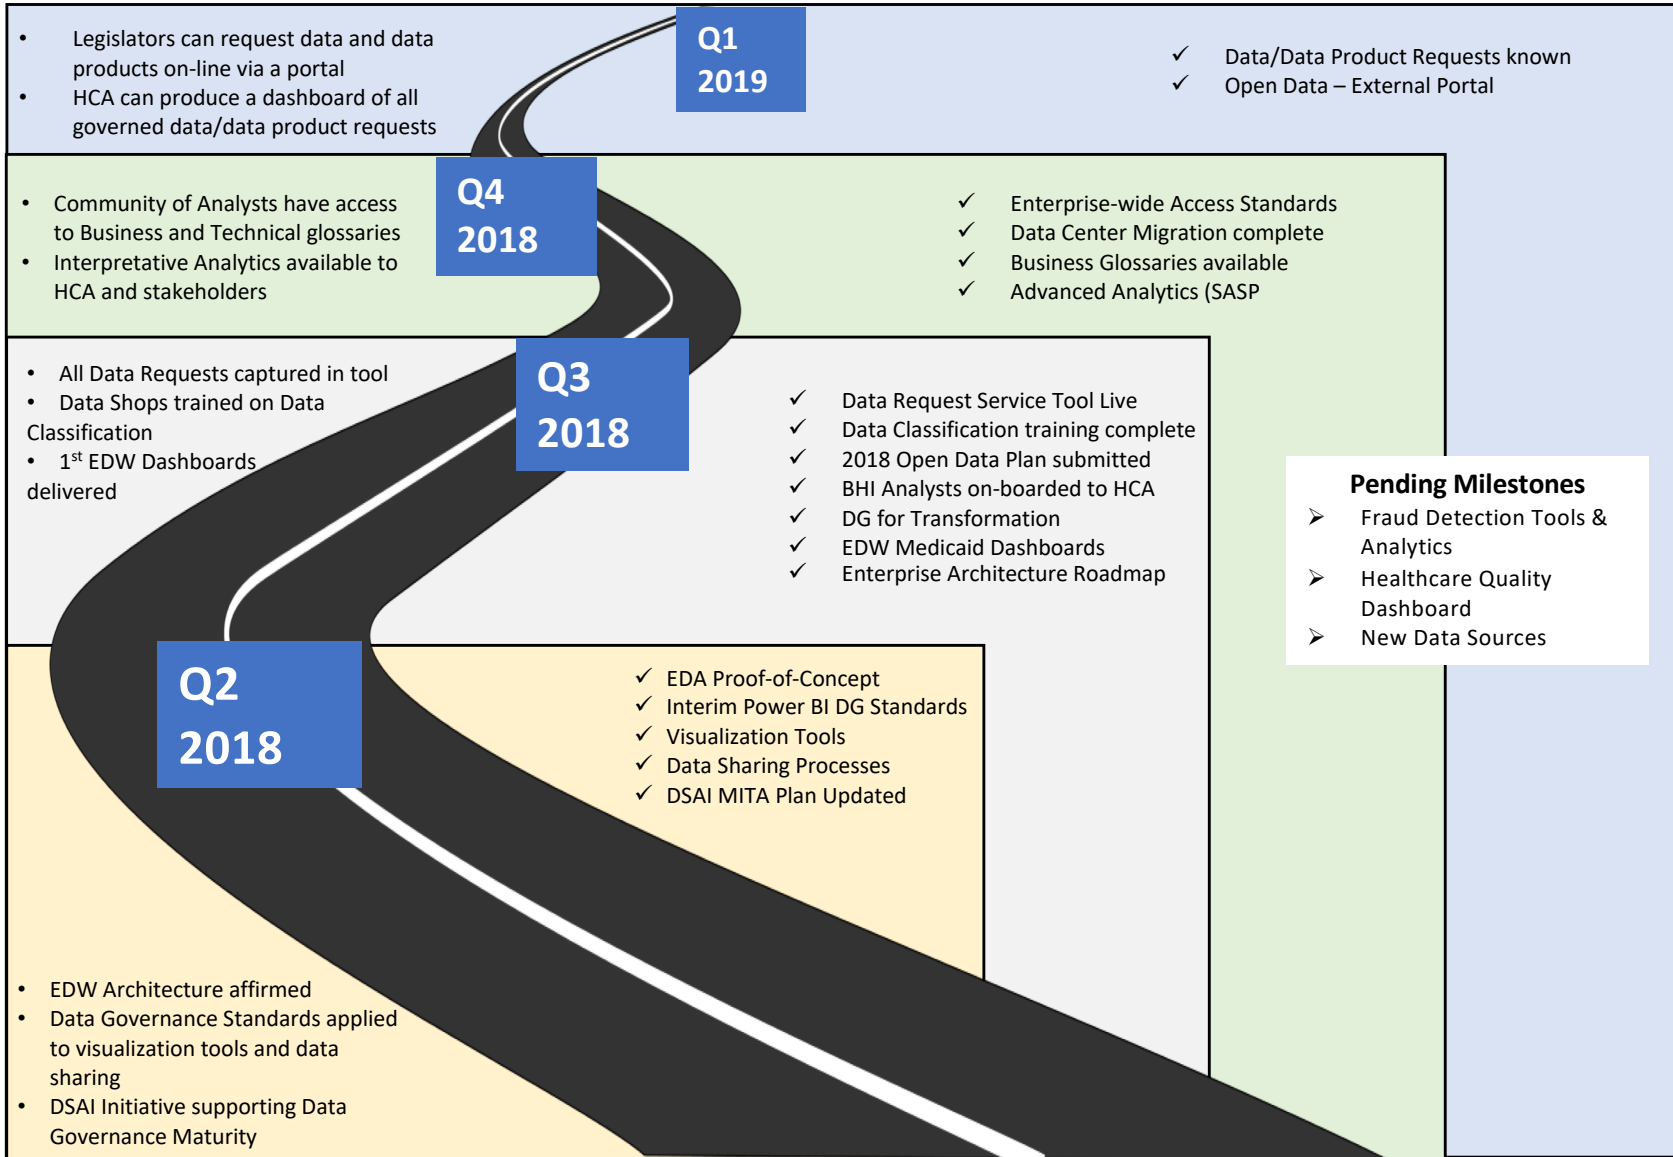 • Legislators can request data and data
products on-line via a portal
• HCA can produce a dashboard of all
governed data/data product requests
Q1
2019
✓ Data/Data Product Requests known
✓ Open Data – External Portal
• Community of Analysts have access
to Business and Technical glossaries
• Interpretative Analytics available to
HCA and stakeholders
Q4
2018
✓ Enterprise-wide Access Standards
✓ Data Center Migration complete
✓ Business Glossaries available
✓ Advanced Analytics (SASP
• All Data Requests captured in tool
• Data Shops trained on Data
Classification
• 1st EDW Dashboards
delivered
Q3
2018
✓ Data Request Service Tool Live
✓ Data Classification training complete
✓ 2018 Open Data Plan submitted
✓ BHI Analysts on-boarded to HCA
✓ DG for Transformation
✓ EDW Medicaid Dashboards
✓ Enterprise Architecture Roadmap
Pending Milestones
➢ Fraud Detection Tools &
Analytics
➢ Healthcare Quality
Dashboard
➢ New Data Sources
Q2
2018
✓ EDA Proof-of-Concept
✓ Interim Power BI DG Standards
✓ Visualization Tools
✓ Data Sharing Processes
✓ DSAI MITA Plan Updated
• EDW Architecture affirmed
• Data Governance Standards applied
to visualization tools and data
sharing
• DSAI Initiative supporting Data
Governance Maturity